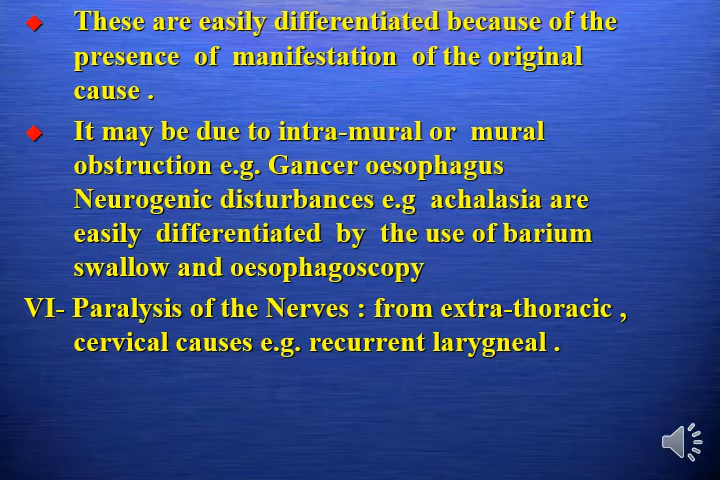 These are easily differentiated because of the
presence of manifestation of the original
cause .
It may be due to intra-mural or mural
obstruction e.g. Gancer oesophagus
Neurogenic disturbances e.g achalasia are
easily differentiated by the use of barium
swallow and oesophagoscopy
VI- Paralysis of the Nerves : from extra-thoracic ,
cervical causes e.g. recurrent larygneal .